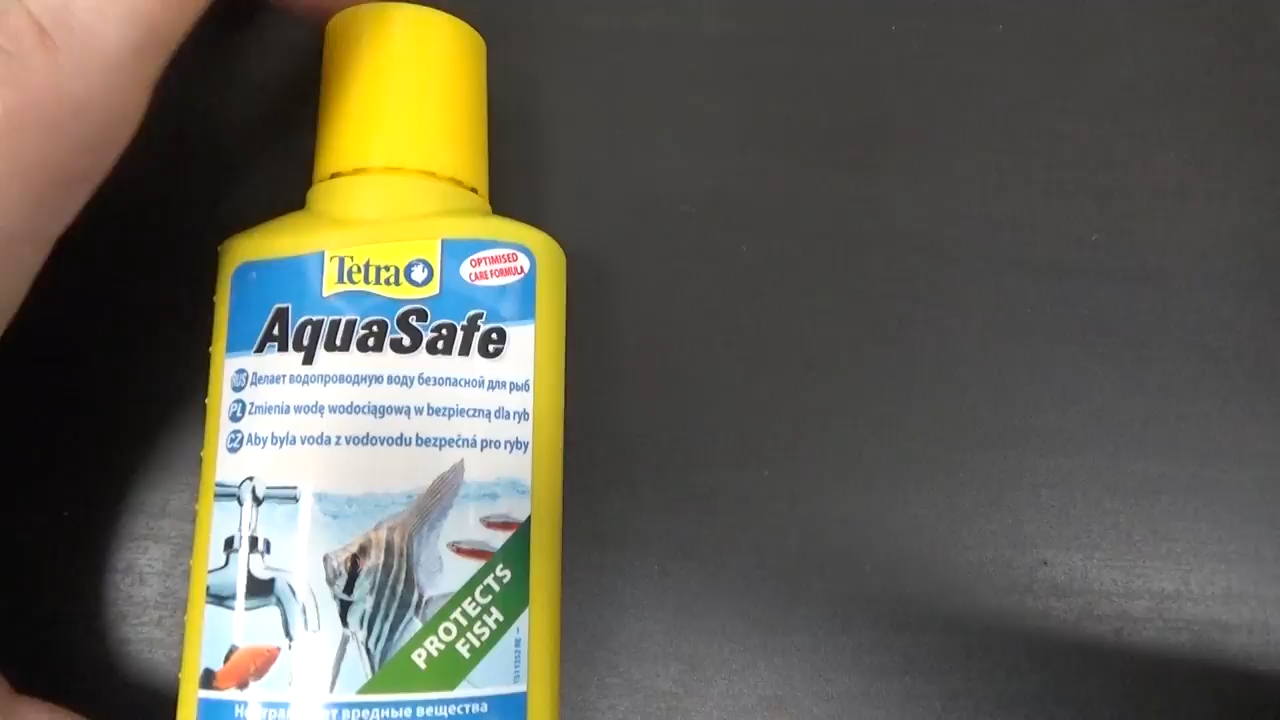 Tetra
OPTIMISED
CARE FORMULA
AquaSafe
RUS Делает водопроводную воду безопасной для рыб
PL Zmienia wodę wodociągową w bezpieczną dla ryb
CZ Aby byla voda z vodovodu bezpečná pro ryby
PROTECTS
FISH
вредные вещества